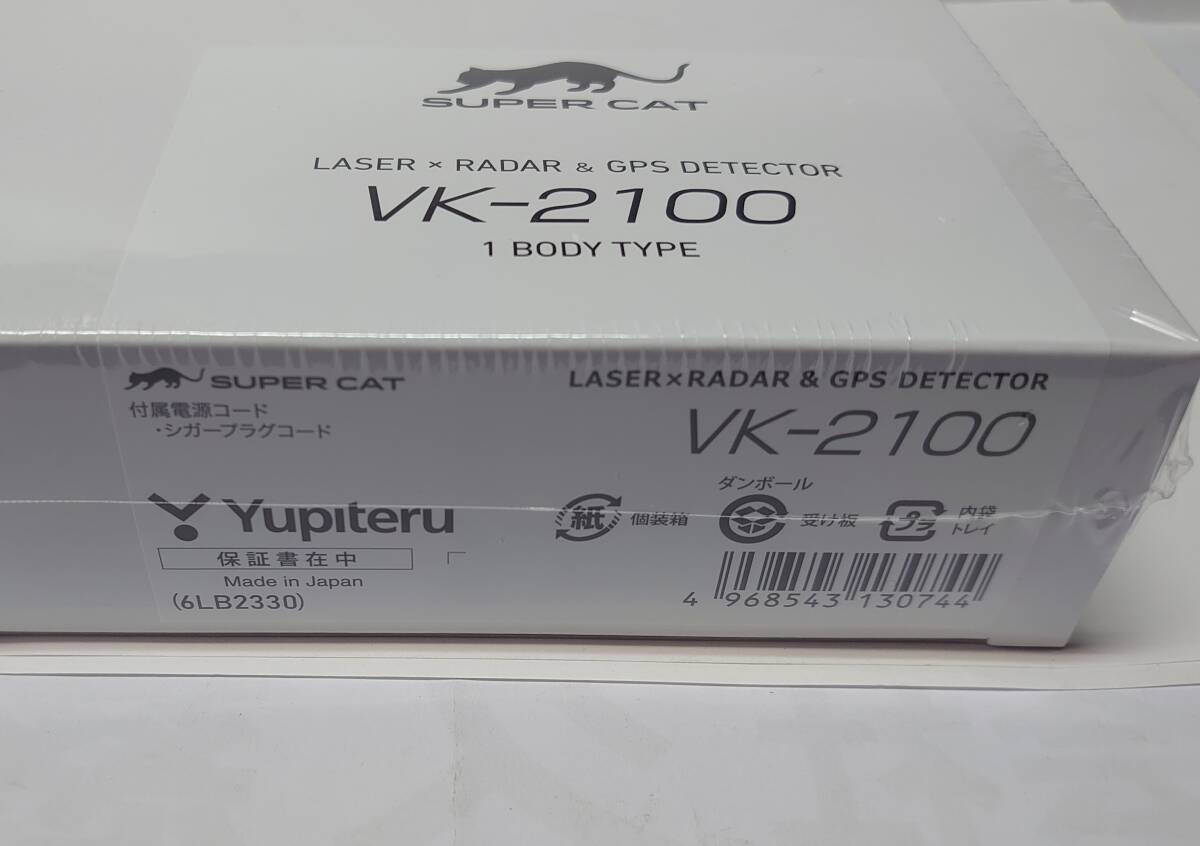 SUPER CAT
LASER × RADAR & GPS DETECTOR
VK-2100
1 BODY TYPE
SUPER CAT
付属電源コード
・シガープラグコード
LASER×RADAR & GPS DETECTOR
VK-2100
Yupiteru
保証書在中
Made in Japan
(6LB2330)
紙
個装箱
ダンボール
受け板
プラ
内袋
トレイ
4 968543 130744